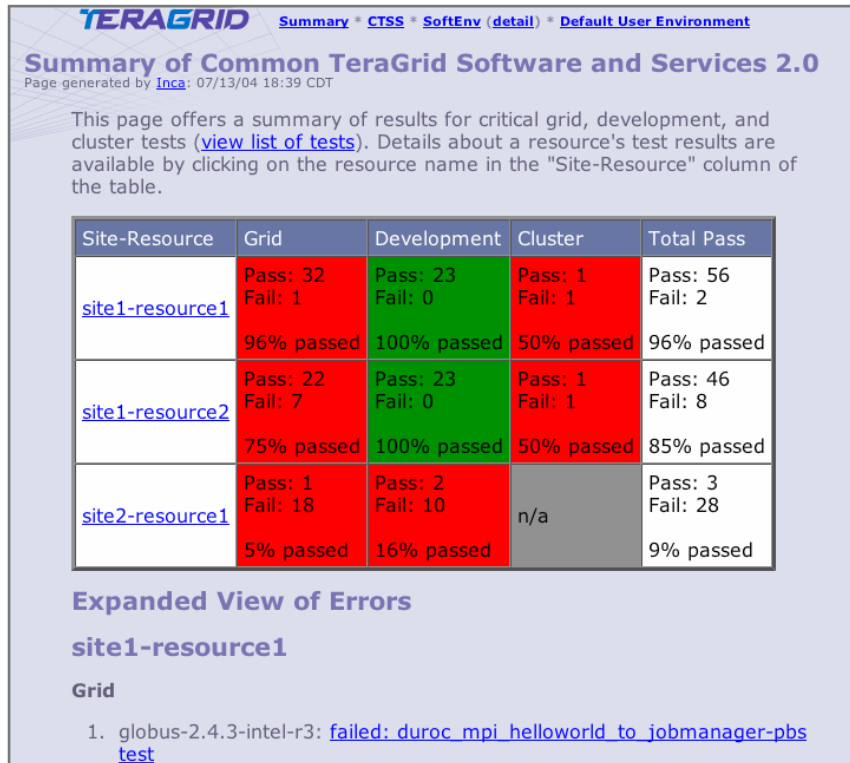 TERAGRID Summary * CTSS * SoftEnv (detail) * Default User Environment
Summary of Common TeraGrid Software and Services 2.0
Page generated by Inca: 07/13/04 18:39 CDT
This page offers a summary of results for critical grid, development, and
cluster tests (view list of tests). Details about a resource's test results are
available by clicking on the resource name in the "Site-Resource" column of
the table.
Site-Resource Grid Development Cluster Total Pass
site1-resource1
Pass: 32
Fail: 1
96% passed
Pass: 23
Fail: 0
100% passed
Pass: 1
Fail: 1
50% passed
Pass: 56
Fail: 2
96% passed
site1-resource2
Pass: 22
Fail: 7
75% passed
Pass: 23
Fail: 0
100% passed
Pass: 1
Fail: 1
50% passed
Pass: 46
Fail: 8
85% passed
site2-resource1
Pass: 1
Fail: 18
5% passed
Pass: 2
Fail: 10
16% passed
n/a
Pass: 3
Fail: 28
9% passed
Expanded View of Errors
site1-resource1
Grid
1. globus-2.4.3-intel-r3: failed: duroc_mpi_helloworld_to_jobmanager-pbs
test